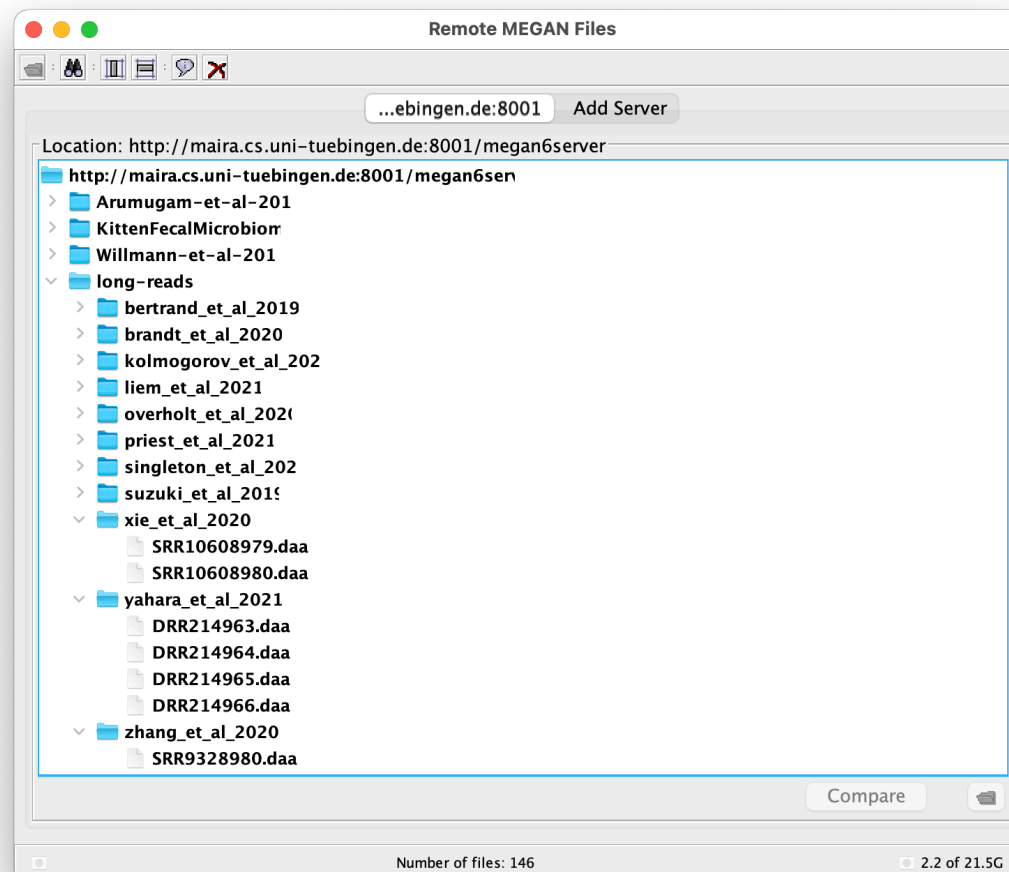 Remote MEGAN Files
...ebingen.de:8001 Add Server
Location: http://maira.cs.uni-tuebingen.de:8001/megan6server
http://maira.cs.uni-tuebingen.de:8001/megan6serv
Arumugam-et-al-201
KittenFecalMicrobiom
Willmann-et-al-201
long-reads
bertrand_et_al_2019
brandt_et_al_2020
kolmogorov_et_al_202
liem_et_al_2021
overholt_et_al_2020
priest_et_al_2021
singleton_et_al_202
suzuki_et_al_2019
xie_et_al_2020
SRR10608979.daa
SRR10608980.daa
yahara_et_al_2021
DRR214963.daa
DRR214964.daa
DRR214965.daa
DRR214966.daa
zhang_et_al_2020
SRR9328980.daa
Compare
Number of files: 146
2.2 of 21.5G